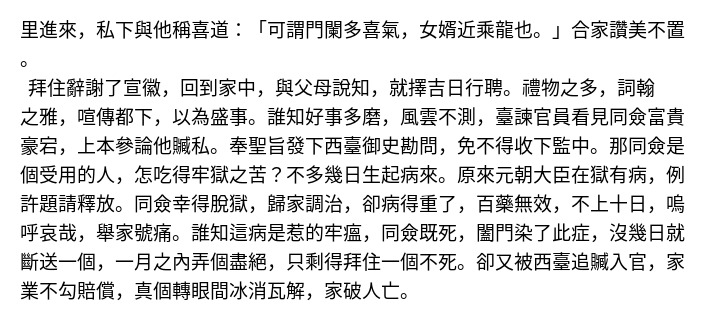 里進來，私下與他稱喜道：「可謂門闌多喜氣，女婿近乘龍也。」合家讚美不置
。
拜住辭謝了宣徽，回到家中，與父母說知，就擇吉日行聘。禮物之多，詞翰
之雅，喧傳都下，以為盛事。誰知好事多磨，風雲不測，臺諫官員看見同僉富貴
豪宕，上本參論他贓私。奉聖旨發下西臺御史勘問，免不得收下監中。那同僉是
個受用的人，怎吃得牢獄之苦？不多幾日生起病來。原來元朝大臣在獄有病，例
許題請釋放。同僉幸得脫獄，歸家調治，卻病得重了，百藥無效，不上十日，嗚
呼哀哉，舉家號痛。誰知這病是惹的牢瘟，同僉既死，闔門染了此症，沒幾日就
斷送一個，一月之內弄個盡絕，只剩得拜住一個不死。卻又被西臺追贓入官，家
業不勾賠償，真個轉眼間冰消瓦解，家破人亡。